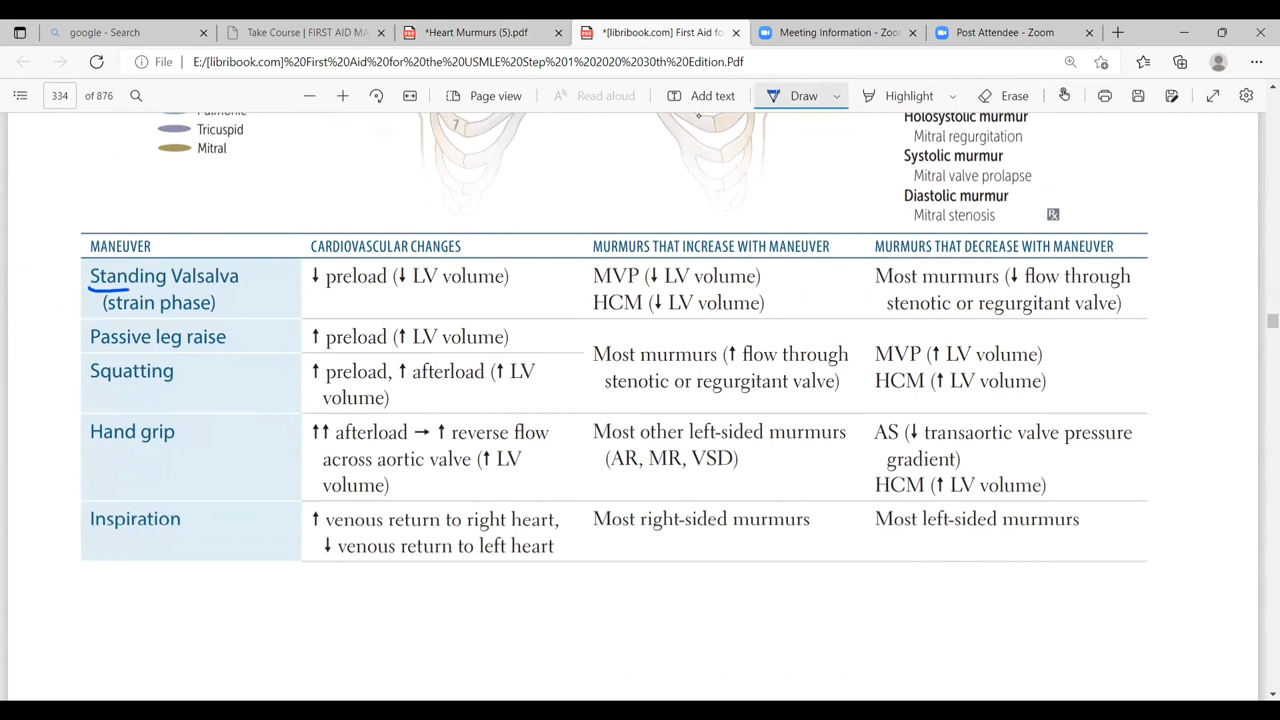 google - Search
Take Course | FIRST AID MA
*Heart Murmurs (5).pdf
*[libribook.com] First Aid fo
Meeting Information - Zoo
Post Attendee - Zoom
File
E:/[libribook.com]%20First%20Aid%20for%20the%20USMLE%20Step%201%202020%2030th%20Edition.Pdf
334 of 876
Page view
Read aloud
Add text
Draw
Highlight
Erase
Pulmonic
Tricuspid
Mitral
7
Holosystolic murmur
Mitral regurgitation
Systolic murmur
Mitral valve prolapse
Diastolic murmur
Mitral stenosis
MANEUVER CARDIOVASCULAR CHANGES MURMURS THAT INCREASE WITH MANEUVER MURMURS THAT DECREASE WITH MANEUVER
Standing Valsalva
(strain phase)
↓ preload (↓ LV volume)
MVP (↓ LV volume)
HCM (↓ LV volume)
Most murmurs (↓ flow through
stenotic or regurgitant valve)
Passive leg raise
↑ preload (↑ LV volume)
Squatting
↑ preload, ↑ afterload (↑ LV
volume)
Most murmurs (↑ flow through
stenotic or regurgitant valve)
MVP (↑ LV volume)
HCM (↑ LV volume)
Hand grip
↑↑ afterload → ↑ reverse flow
across aortic valve (↑ LV
volume)
Most other left-sided murmurs
(AR, MR, VSD)
AS (↓ transaortic valve pressure
gradient)
HCM (↑ LV volume)
Inspiration
↑ venous return to right heart,
↓ venous return to left heart
Most right-sided murmurs
Most left-sided murmurs